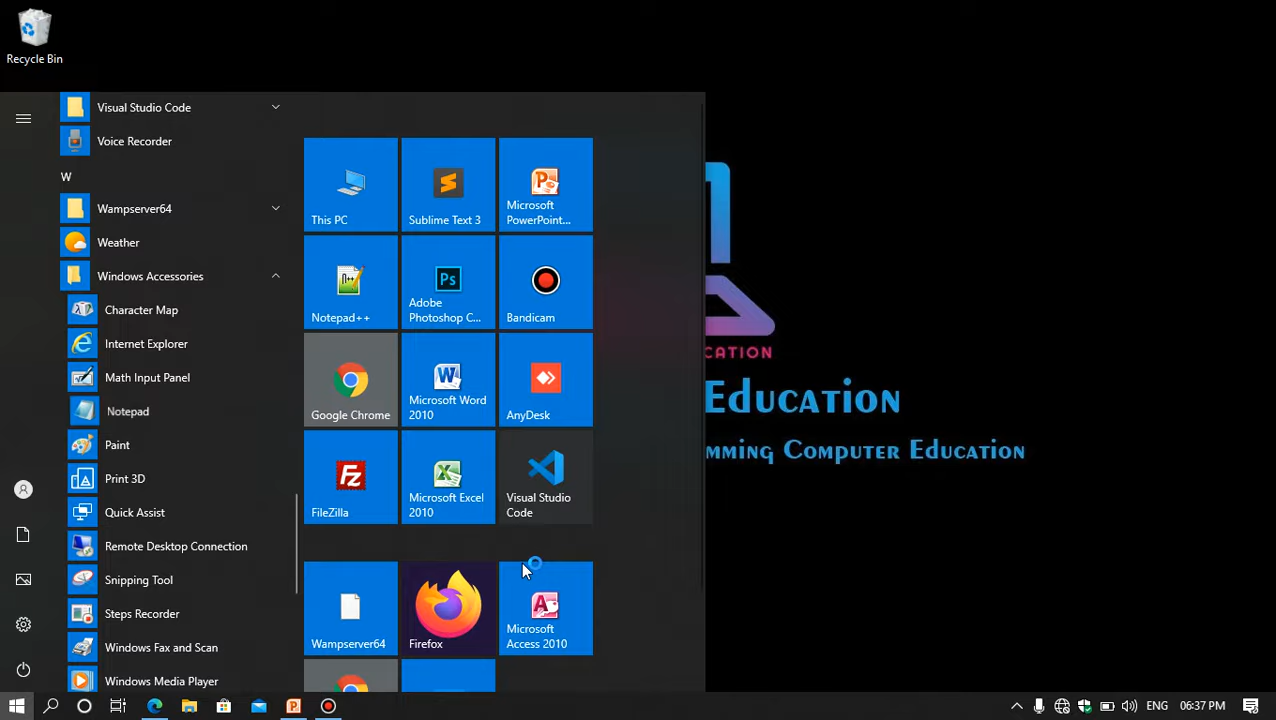 Recycle Bin
Visual Studio Code
Voice Recorder
W
Wampserver64
Weather
Windows Accessories
Character Map
Internet Explorer
Math Input Panel
Notepad
Paint
Print 3D
Quick Assist
Remote Desktop Connection
Snipping Tool
Steps Recorder
Windows Fax and Scan
Windows Media Player
This PC
Sublime Text 3
Microsoft
PowerPoint...
Notepad++
Adobe
Photoshop C...
Bandicam
Google Chrome
Microsoft Word
2010
AnyDesk
FileZilla
Microsoft Excel
2010
Visual Studio
Code
Wampserver64
Firefox
Microsoft
Access 2010
CATION
Education
mming Computer Education
ENG
06:37 PM